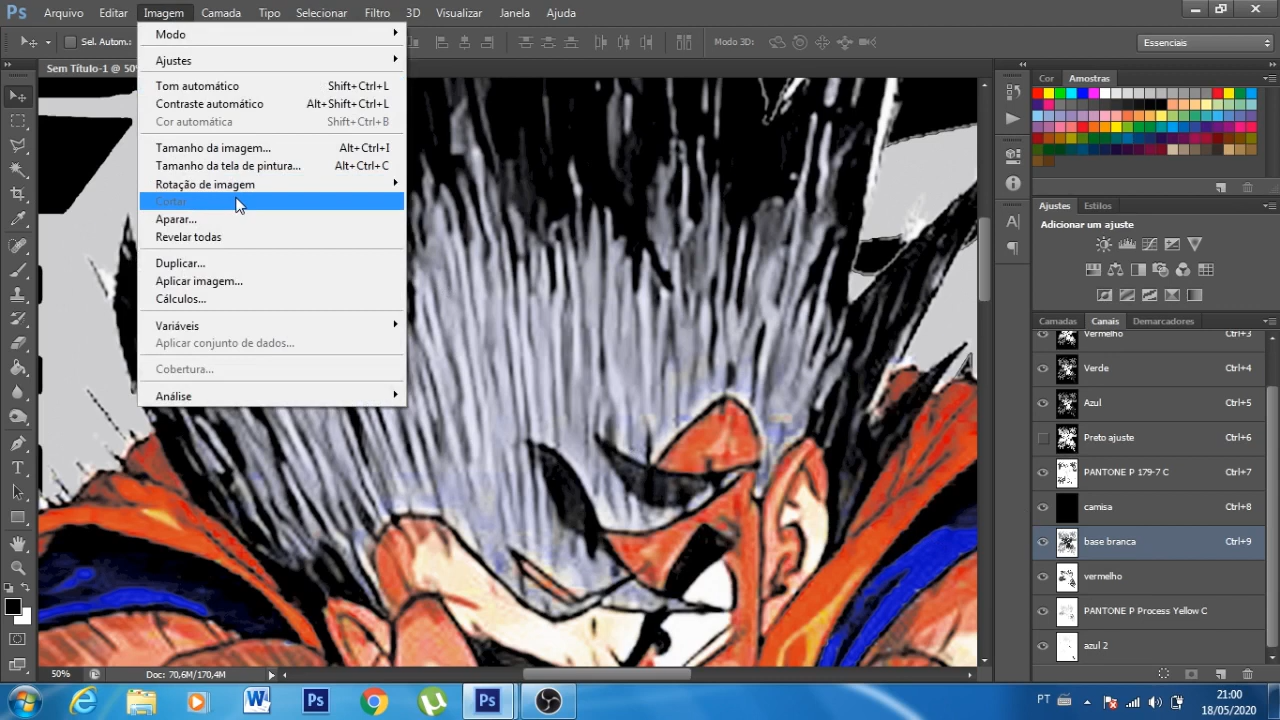 Ps Arquivo Editar Imagem Camada Tipo Selecionar Filtro 3D Visualizar Janela Ajuda
Sel. Autom.: Modo 3D: Essenciais
Sem Título-1 @ 50%
Modo
Ajustes
Tom automático Shift+Ctrl+L
Contraste automático Alt+Shift+Ctrl+L
Cor automática Shift+Ctrl+B
Tamanho da imagem... Alt+Ctrl+I
Tamanho da tela de pintura... Alt+Ctrl+C
Rotação de imagem
Cortar
Aparar...
Revelar todas
Duplicar...
Aplicar imagem...
Cálculos...
Variáveis
Aplicar conjunto de dados...
Cobertura...
Análise
Cor Amostras
Ajustes Estilos
Adicionar um ajuste
Camadas Canais Demarcadores
Vermelho Ctrl+3
Verde Ctrl+4
Azul Ctrl+5
Preto ajuste Ctrl+6
PANTONE P 179-7 C Ctrl+7
camisa Ctrl+8
base branca Ctrl+9
vermelho
PANTONE P Process Yellow C
azul 2
50% Doc: 70,6M/170,4M
PT 21:00
18/05/2020